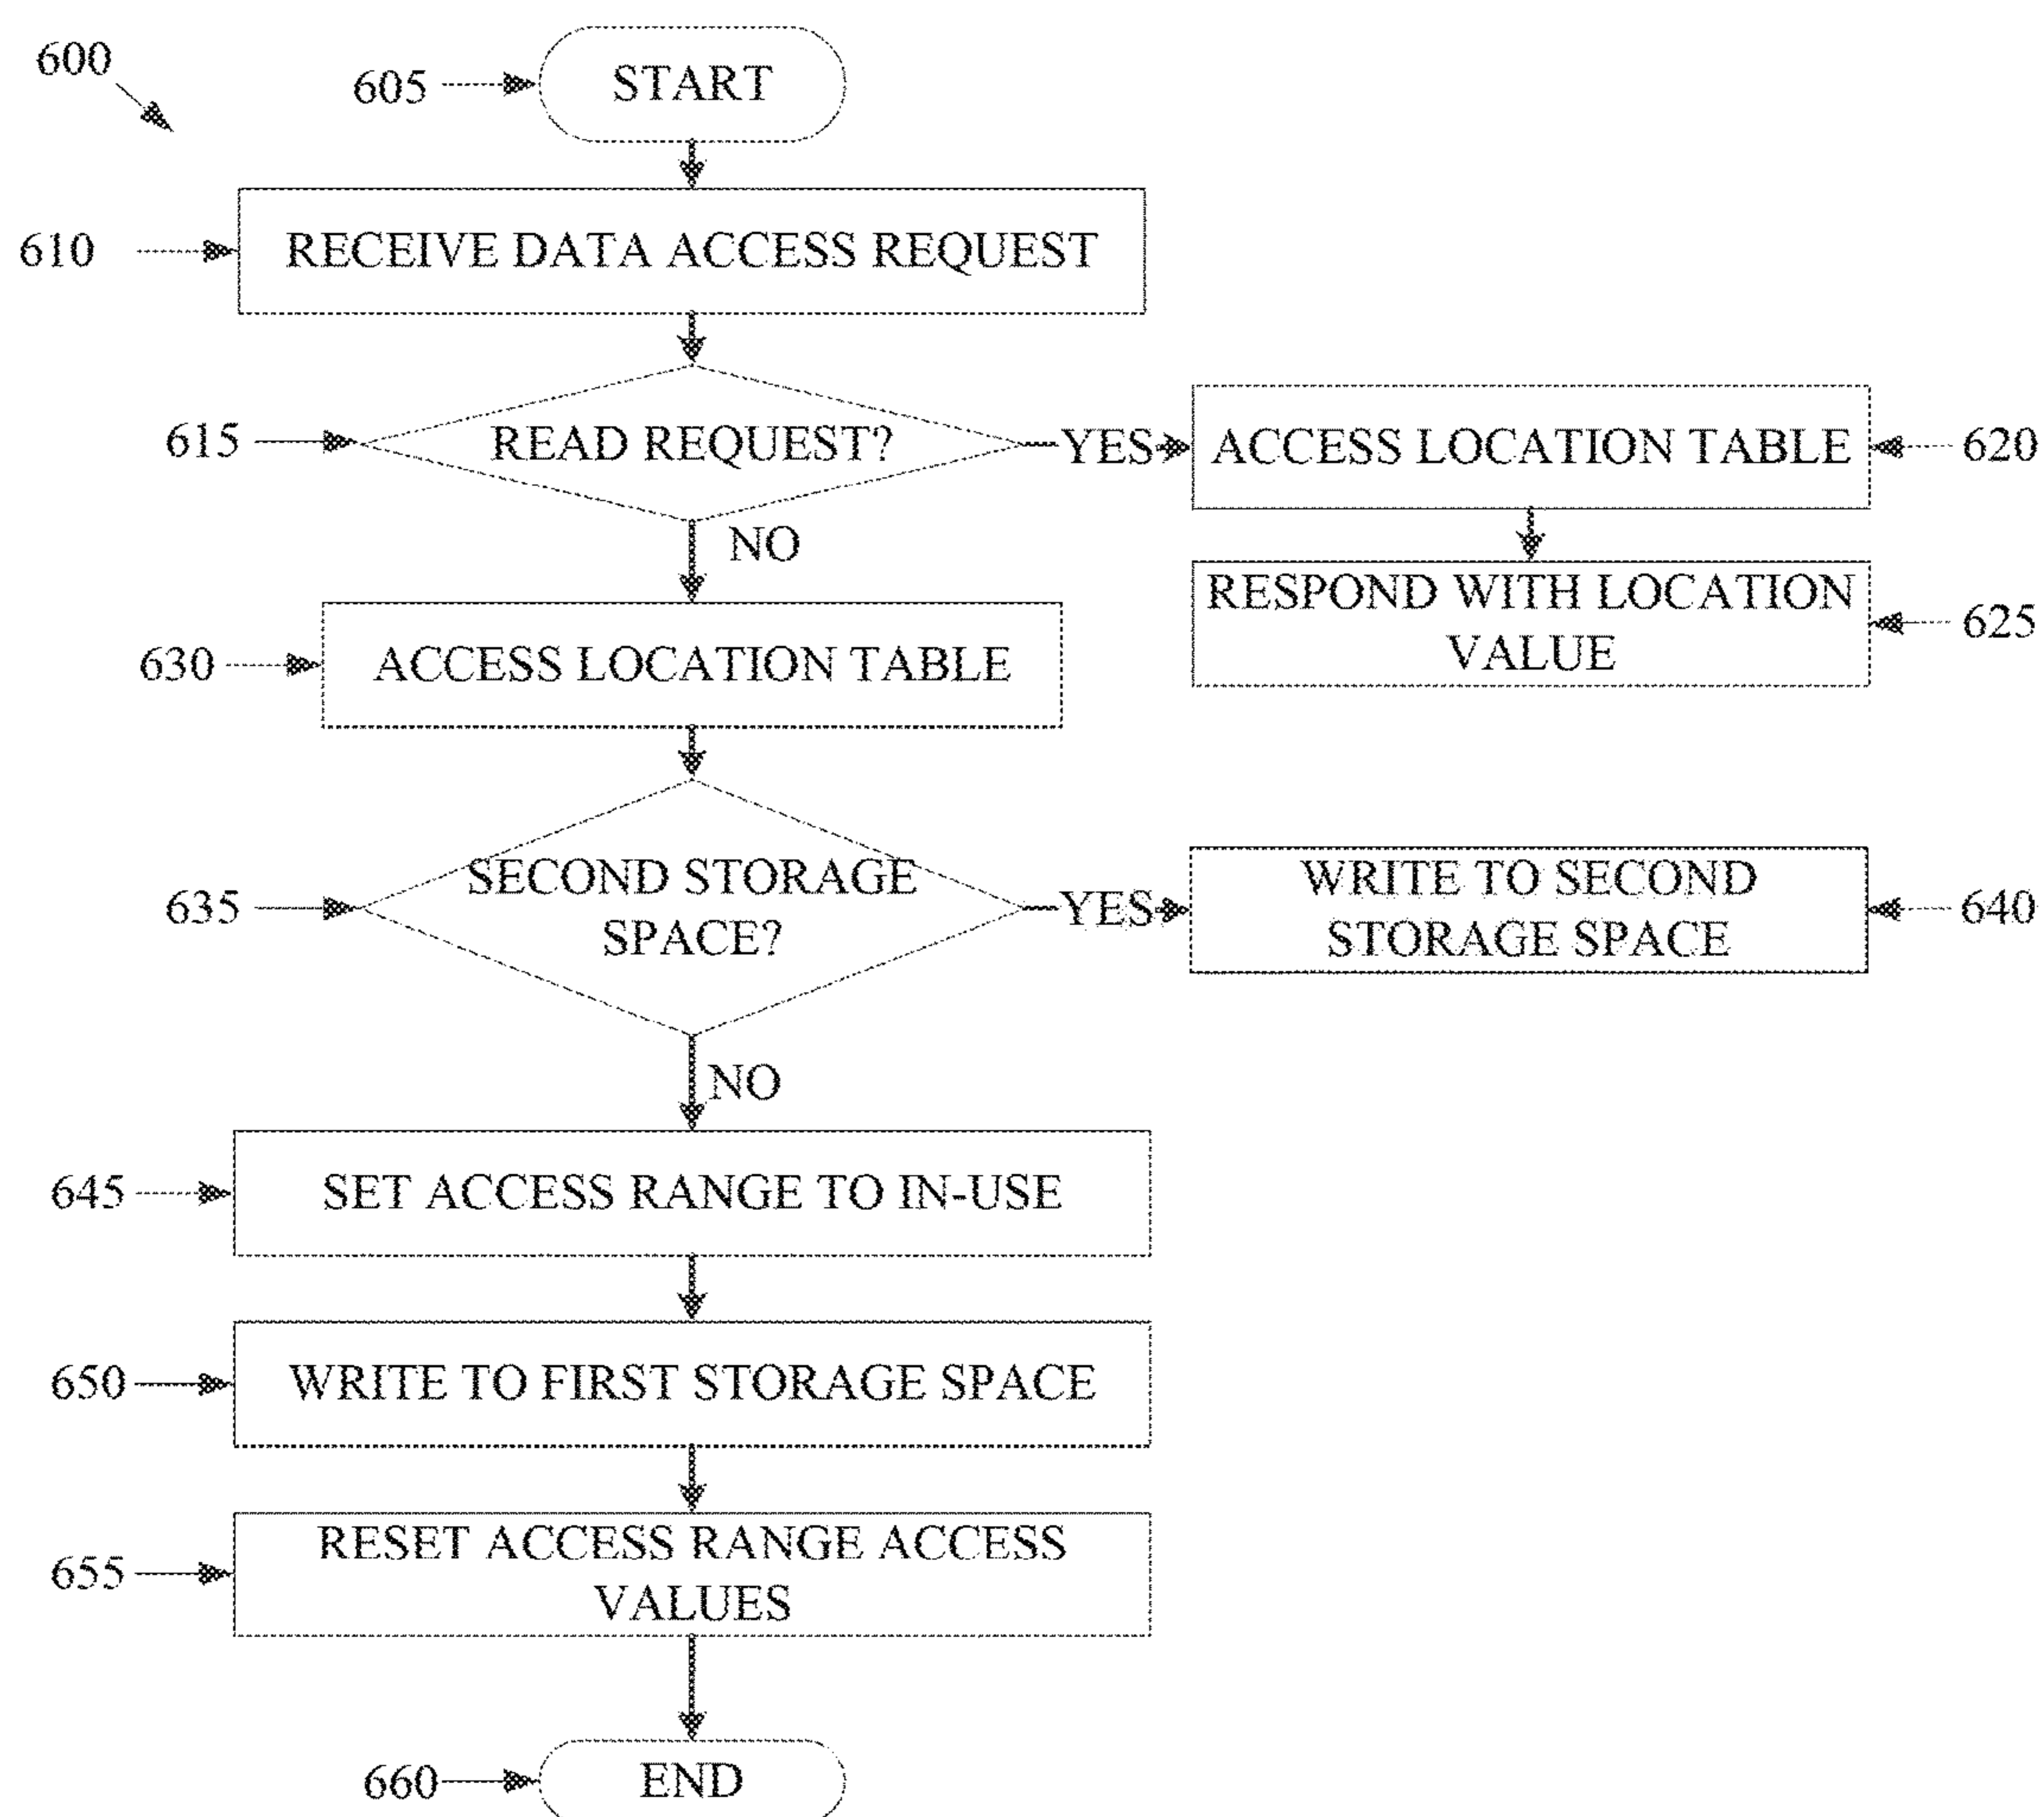 600
605
START
610
RECEIVE DATA ACCESS REQUEST
615
READ REQUEST?
YES
ACCESS LOCATION TABLE
620
NO
RESPOND WITH LOCATION
VALUE
625
630
ACCESS LOCATION TABLE
635
SECOND STORAGE
SPACE?
YES
WRITE TO SECOND
STORAGE SPACE
640
NO
645
SET ACCESS RANGE TO IN-USE
650
WRITE TO FIRST STORAGE SPACE
655
RESET ACCESS RANGE ACCESS
VALUES
660
END